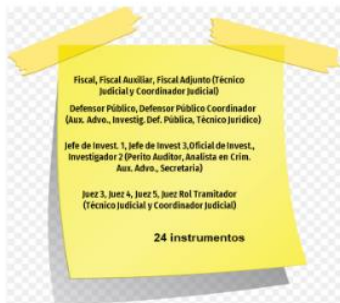 Fiscal, Fiscal Auxiliar, Fiscal Adjunto (Técnico
Judicial y Coordinador Judicial)
Defensor Público, Defensor Público Coordinador
(Aux. Advo., Investig. Def. Pública, Técnico Jurídico)
Jefe de Invest. 1, Jefe de Invest 3,Oficial de Invest.,
Investigador 2 (Perito Auditor, Analista en Crim.
Aux. Advo., Secretaria)
Juez 3, Juez 4, Juez 5, Juez Rol Tramitador
(Técnico Judicial y Coordinador Judicial)
24 instrumentos